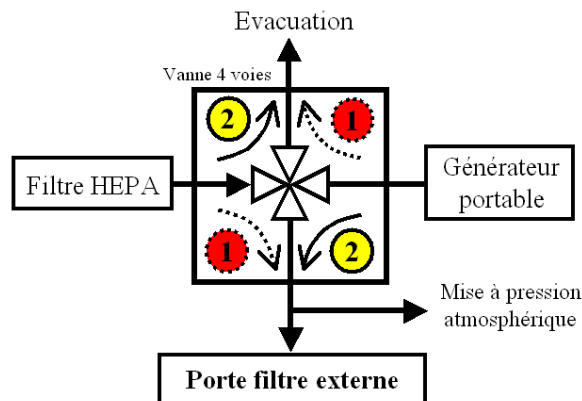 Evacuation
Vanne 4 voies
2
1
Filtre HEPA
Générateur
portable
1
2
Mise à pression
atmosphérique
Porte filtre externe